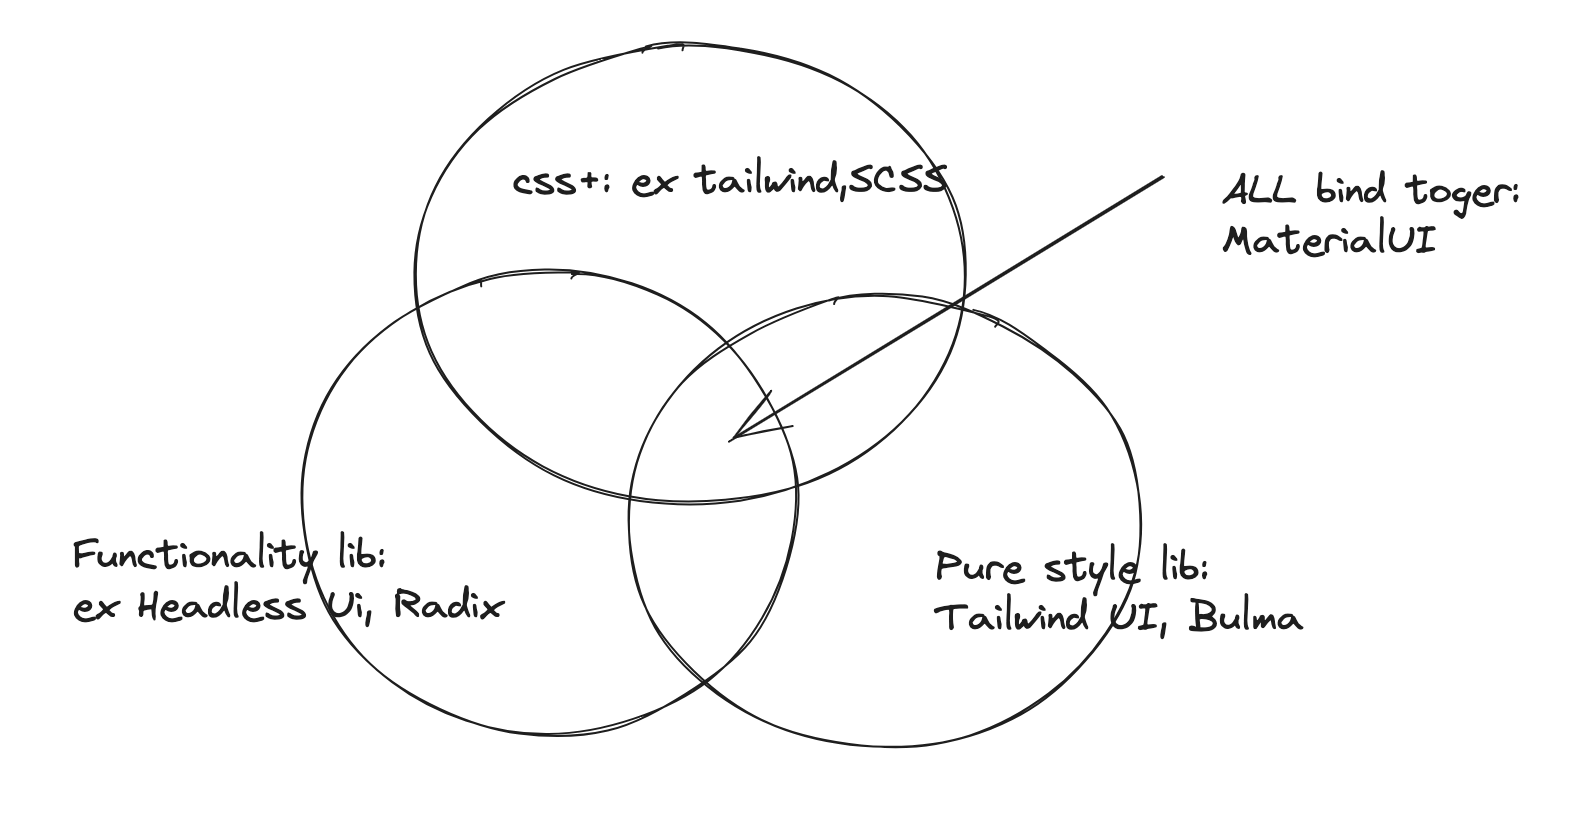 css+: ex tailwind,SCSS
ALL bind toger:
MaterialUI
Functionality lib:
ex Headless Ui, Radix
Pure style lib:
Tailwind UI, Bulma